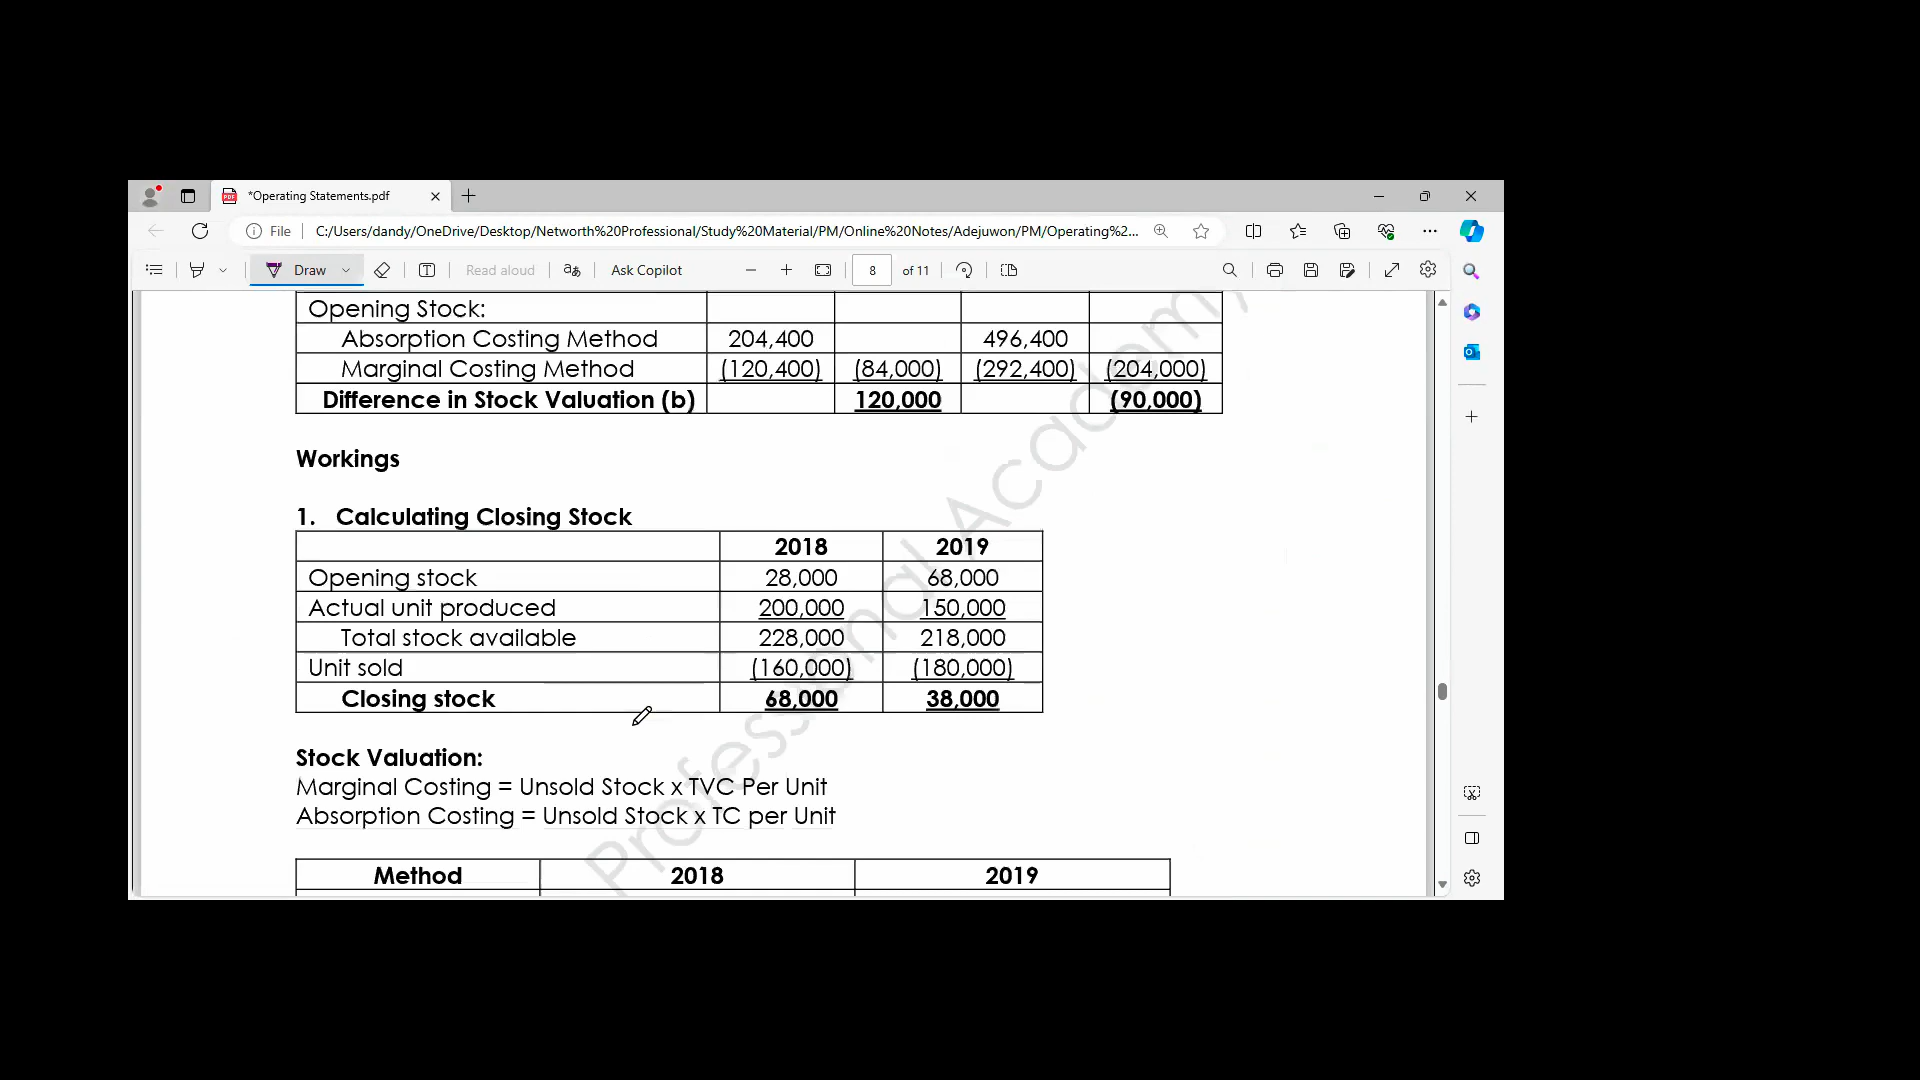 *Operating Statements.pdf
File
C:/Users/dandy/OneDrive/Desktop/Networth%20Professional/Study%20Material/PM/Online%20Notes/Adejuwon/PM/Operating%2...
Draw Read aloud Ask Copilot 8 of 11
Opening Stock:
Absorption Costing Method 204,400 496,400
Marginal Costing Method (120,400) (84,000) (292,400) (204,000)
Difference in Stock Valuation (b) 120,000 (90,000)
Workings
1. Calculating Closing Stock
2018 2019
Opening stock 28,000 68,000
Actual unit produced 200,000 150,000
Total stock available 228,000 218,000
Unit sold (160,000) (180,000)
Closing stock 68,000 38,000
Stock Valuation:
Marginal Costing = Unsold Stock x TVC Per Unit
Absorption Costing = Unsold Stock x TC per Unit
Method 2018 2019
Professional Academy